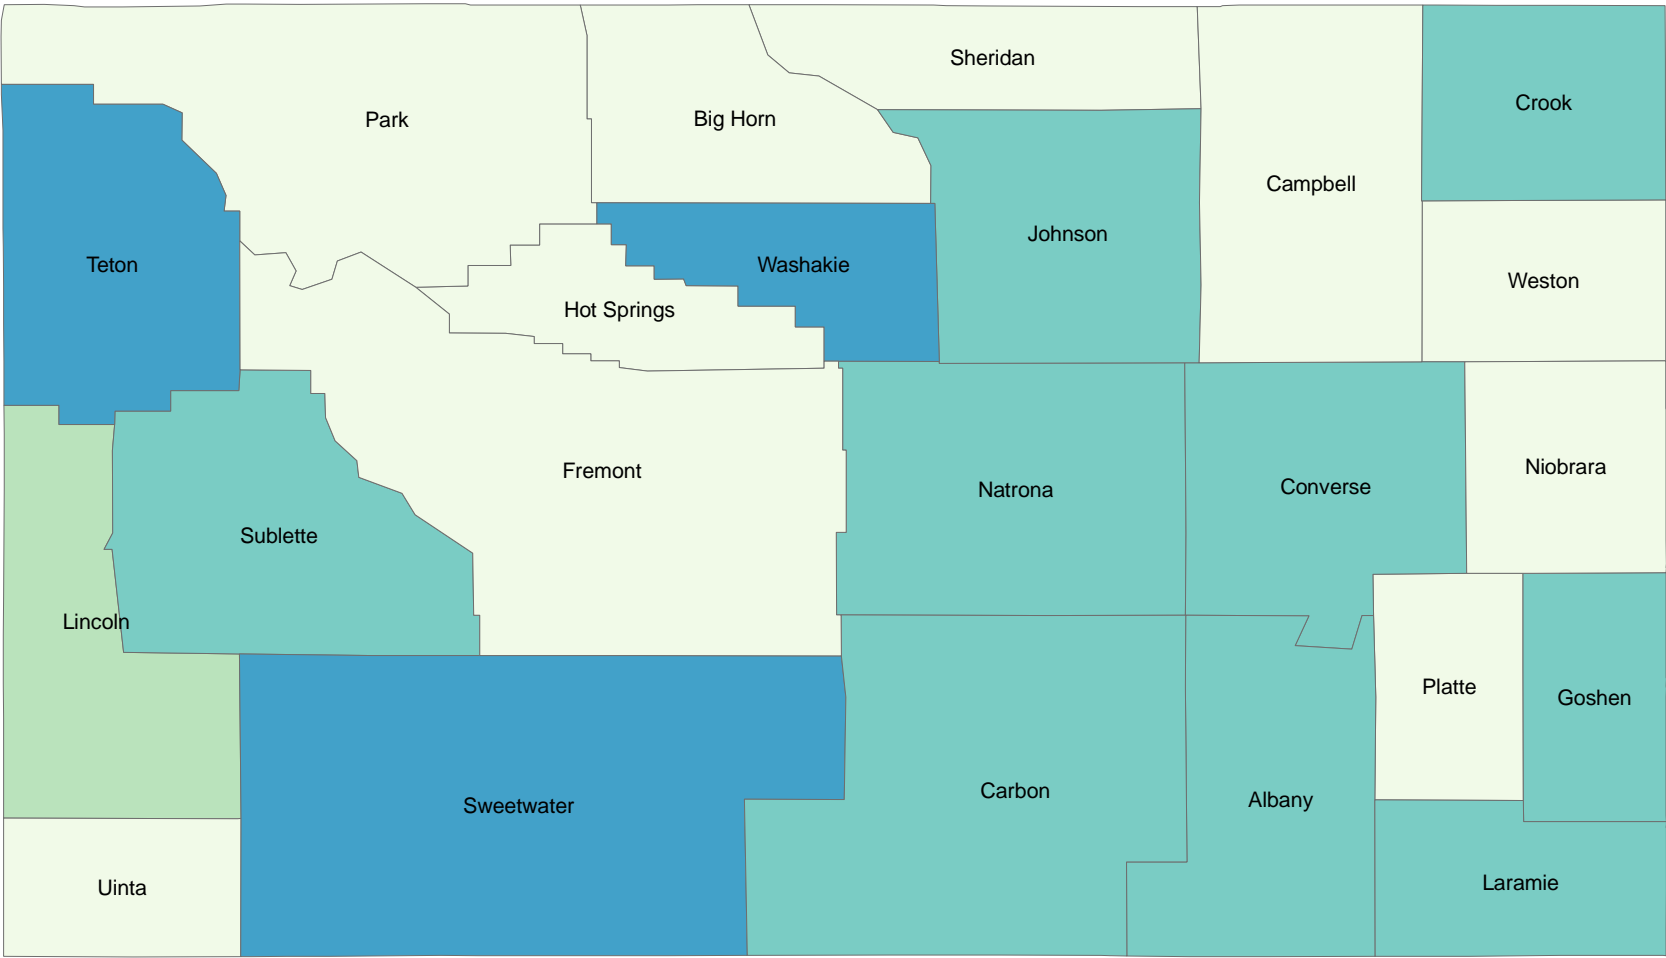 Sheridan
Crook
Park
Big Horn
Campbell
Johnson
Teton
Washakie
Weston
Hot Springs
Fremont
Niobrara
Natrona
Converse
Sublette
Lincoln
Platte
Goshen
Carbon
Albany
Sweetwater
Laramie
Uinta